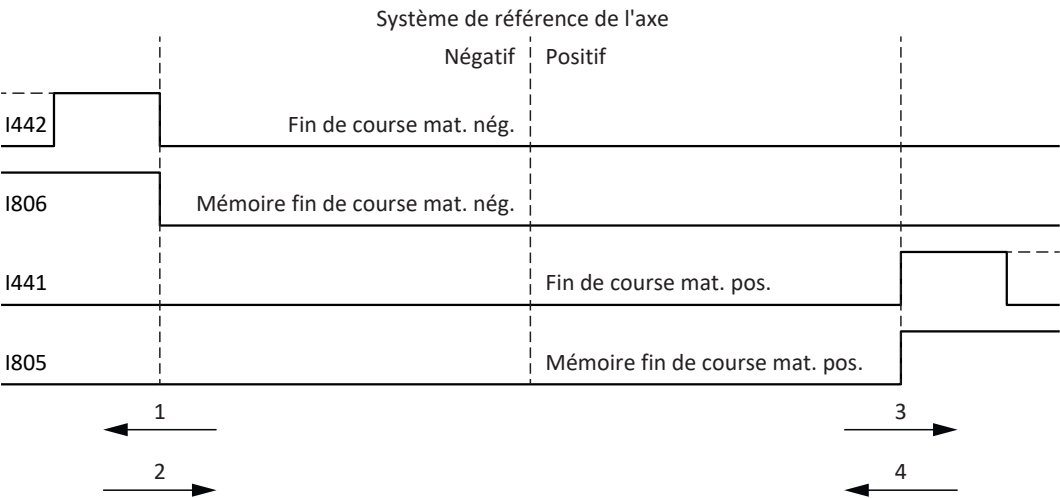 Système de référence de l'axe
Négatif Positif
I442 Fin de course mat. nég.
I806 Mémoire fin de course mat. nég.
I441 Fin de course mat. pos.
I805 Mémoire fin de course mat. pos.
1 3
2 4